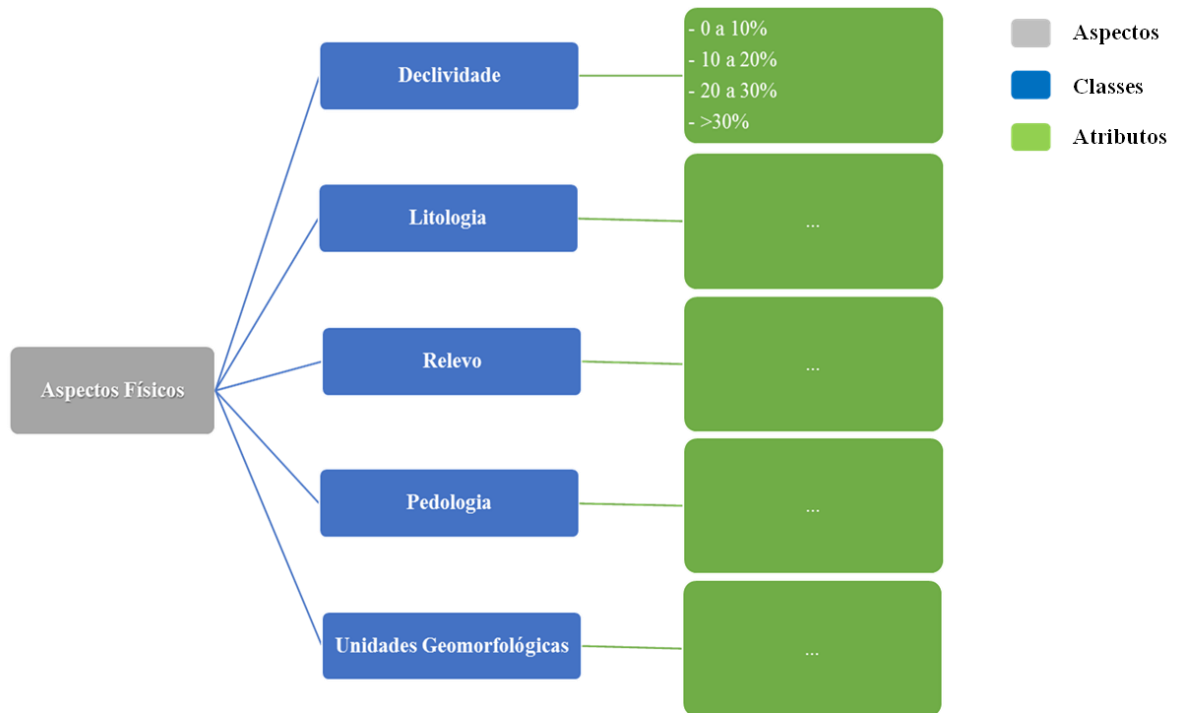 - 0 a 10%
- 10 a 20%
- 20 a 30%
- >30%
Declividade
Aspectos
Classes
Atributos
Litologia
...
Relevo
...
Aspectos Físicos
Pedologia
...
Unidades Geomorfológicas
...